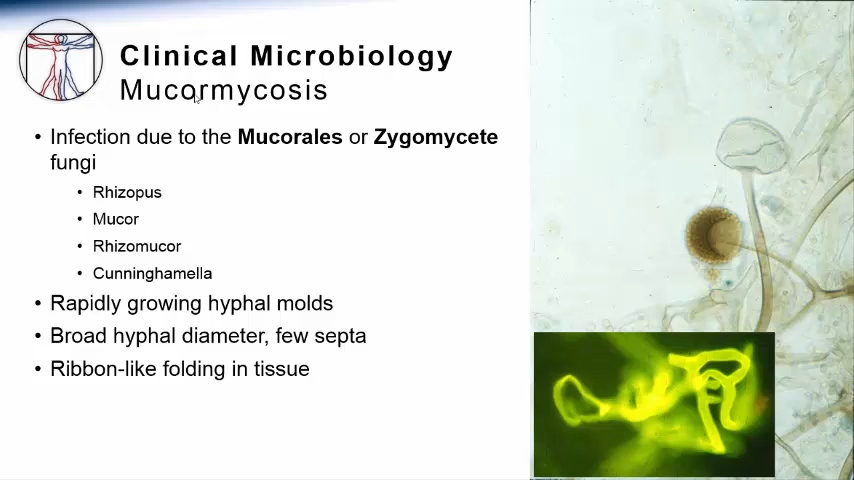 Clinical Microbiology
Mucormycosis
• Infection due to the Mucorales or Zygomycete
fungi
• Rhizopus
• Mucor
• Rhizomucor
• Cunninghamella
• Rapidly growing hyphal molds
• Broad hyphal diameter, few septa
• Ribbon-like folding in tissue